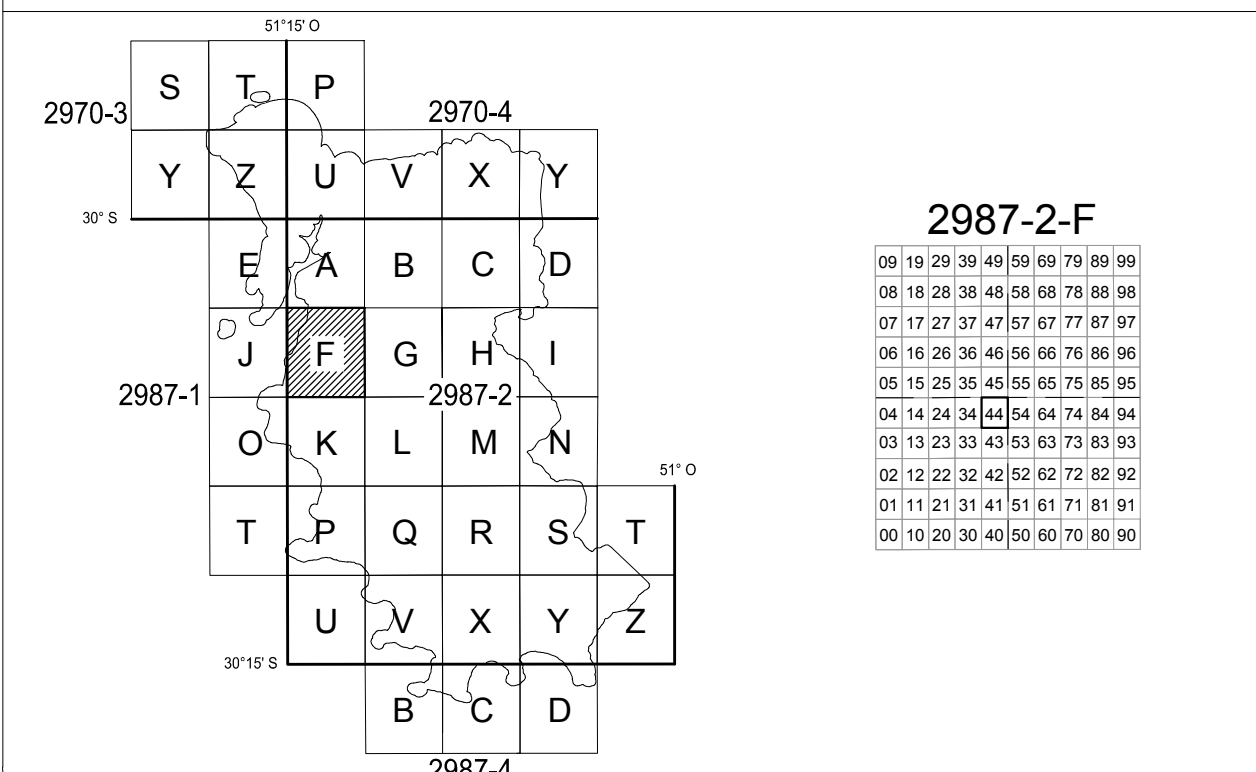 51°15' O
S T P
2970-3 2970-4
Y Z U V X Y
30° S
E A B C D
J F G H I
2987-1 2987-2
O K L M N
51° O
T P Q R S T
U V X Y Z
30°15' S
B C D
2987-4
2987-2-F
09 19 29 39 49 59 69 79 89 99
08 18 28 38 48 58 68 78 88 98
07 17 27 37 47 57 67 77 87 97
06 16 26 36 46 56 66 76 86 96
05 15 25 35 45 55 65 75 85 95
04 14 24 34 44 54 64 74 84 94
03 13 23 33 43 53 63 73 83 93
02 12 22 32 42 52 62 72 82 92
01 11 21 31 41 51 61 71 81 91
00 10 20 30 40 50 60 70 80 90